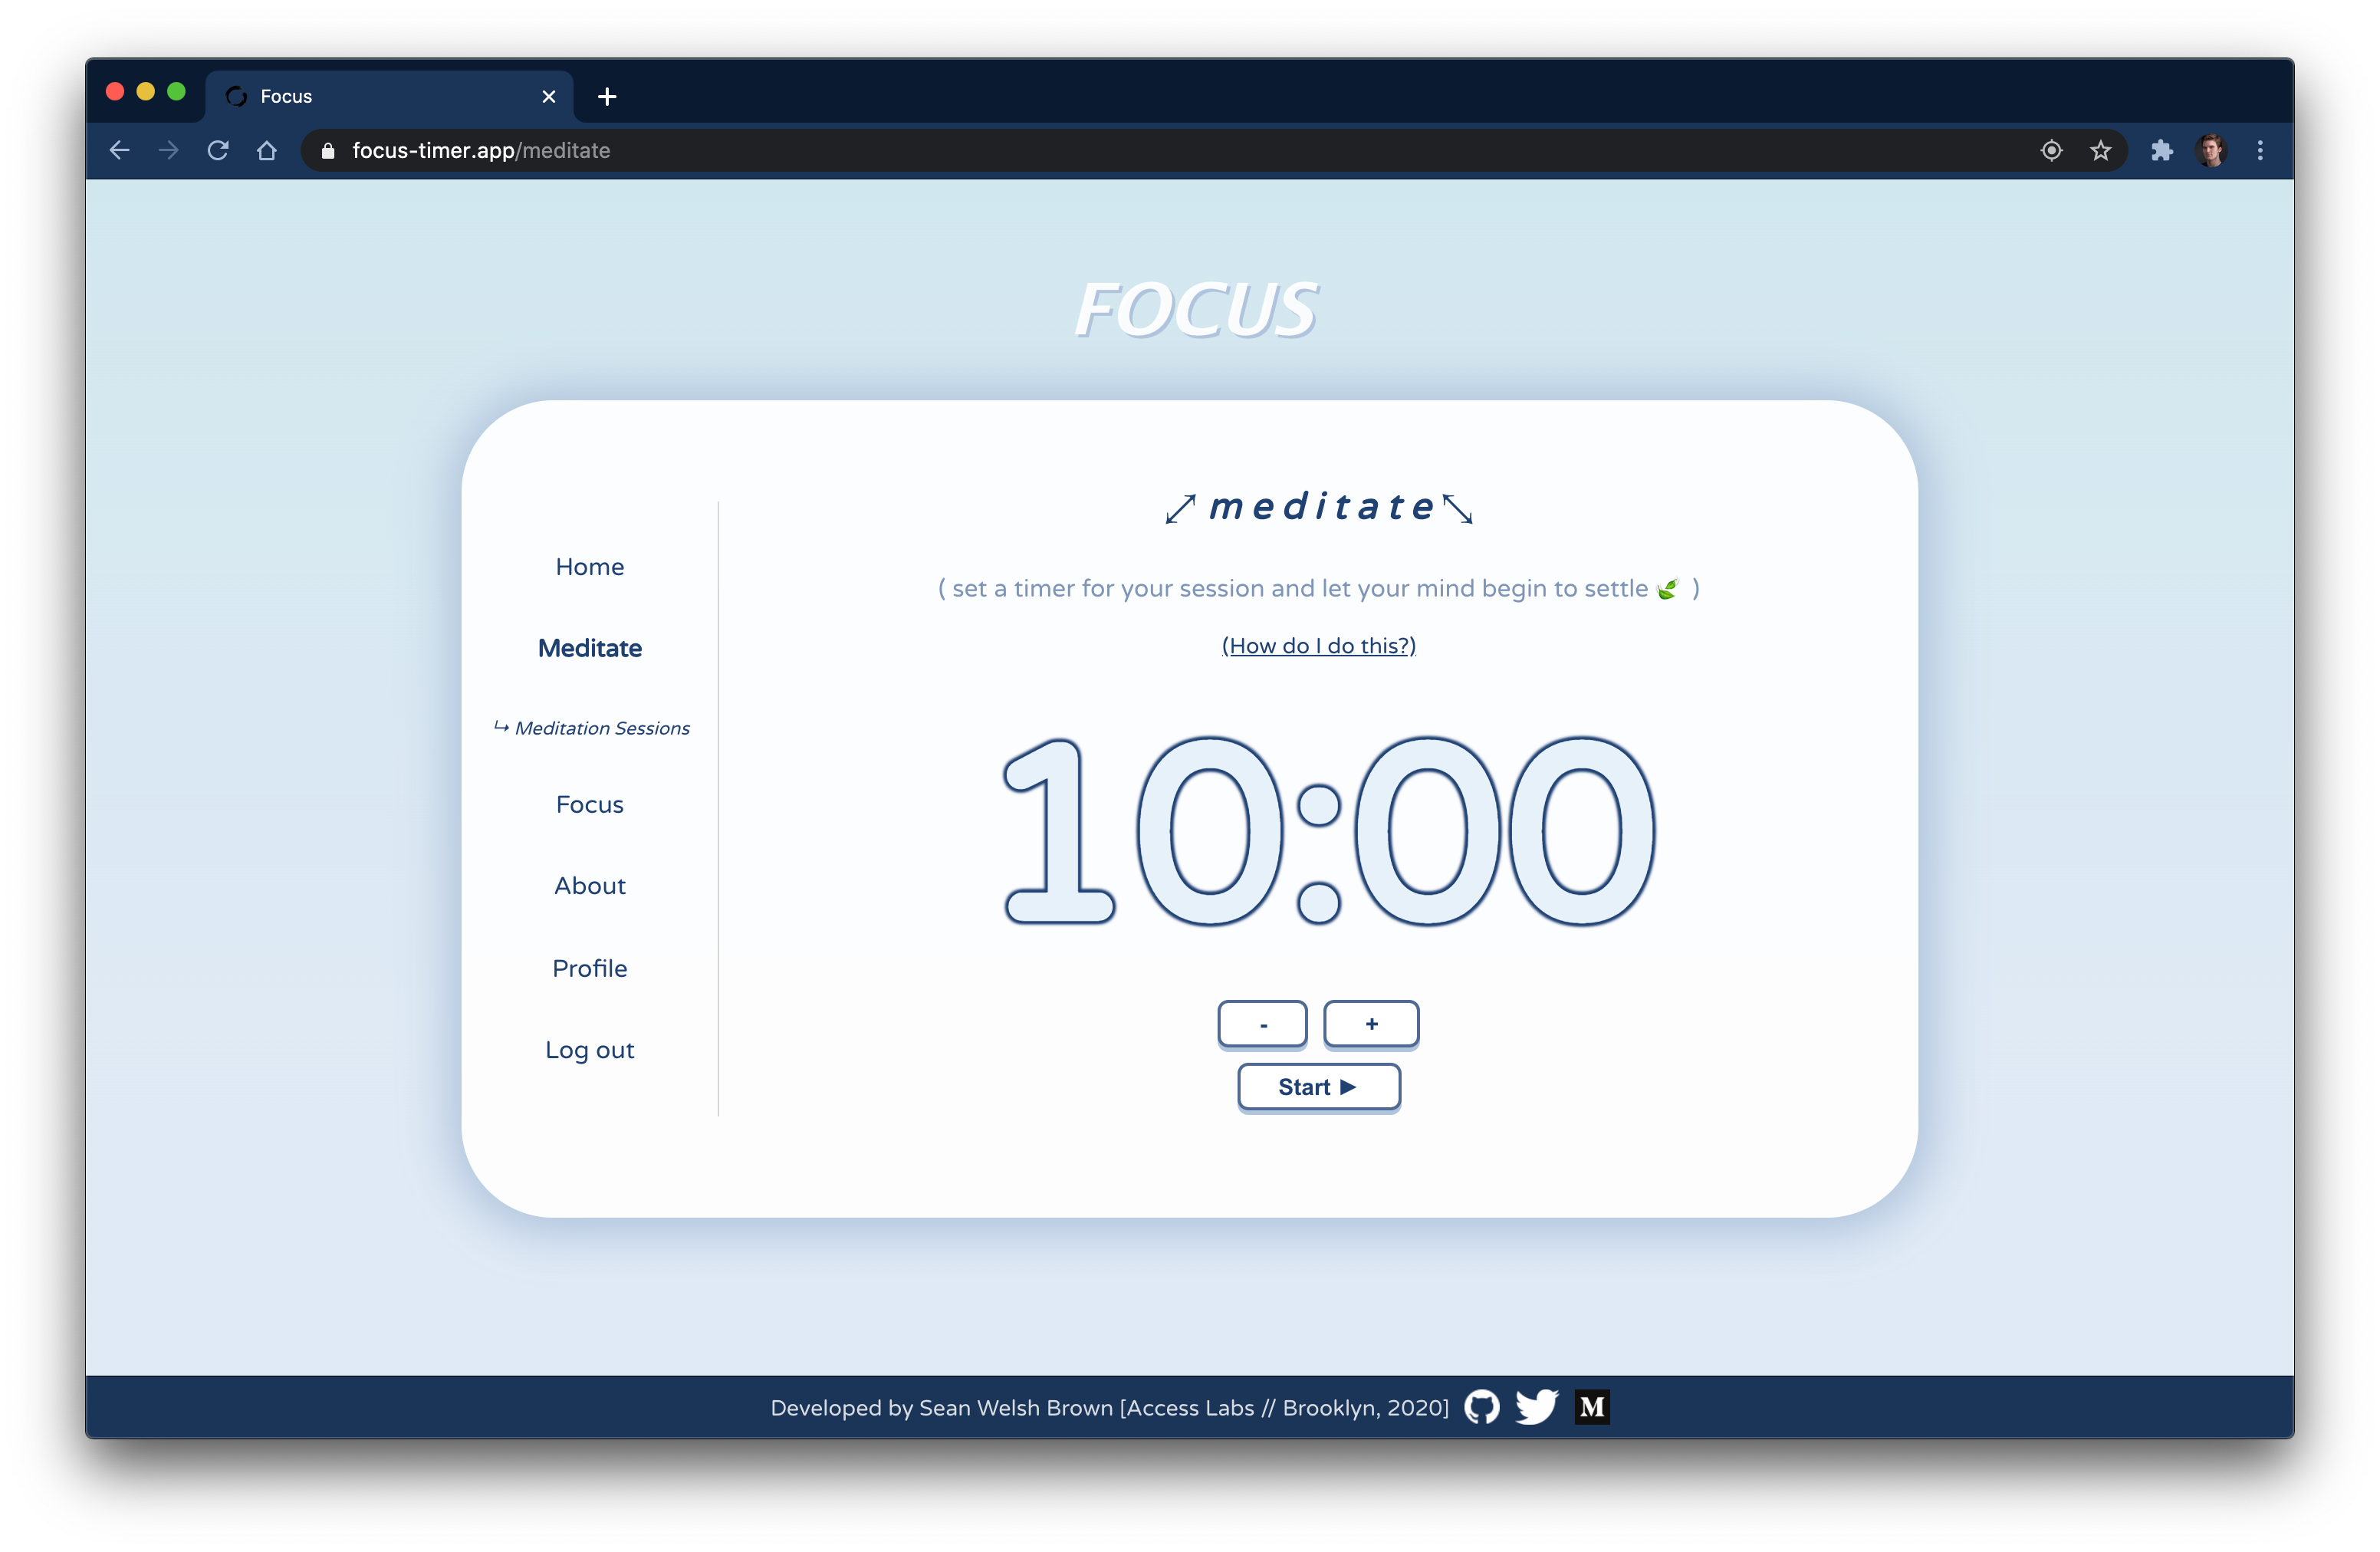 Focus
focus-timer.app/meditate
FOCUS
⤢ meditate ⤡
( set a timer for your session and let your mind begin to settle 🌿 )
(How do I do this?)
Home
Meditate
↳ Meditation Sessions
Focus
About
Profile
Log out
10:00
- +
Start ►
Developed by Sean Welsh Brown [Access Labs // Brooklyn, 2020] M